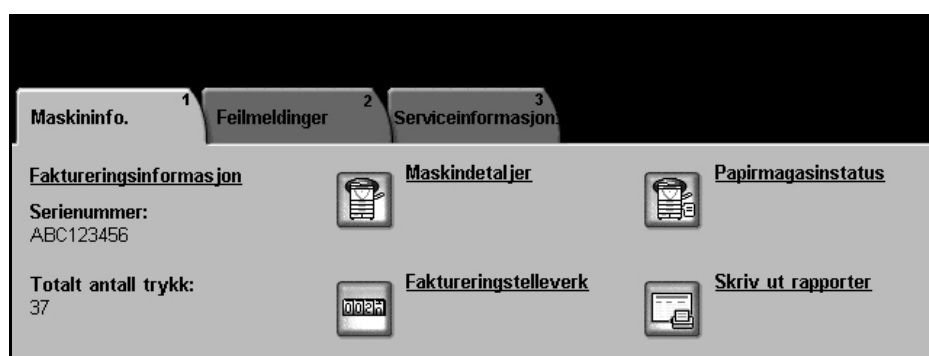 Maskininfo.
1
Feilmeldinger
2
Serviceinformasjon.
3
Faktureringsinformasjon
Serienummer:
ABC123456
Totalt antall trykk:
37
Maskindetaljer
Papirmagasinstatus
Faktureringstelleverk
Skriv ut rapporter